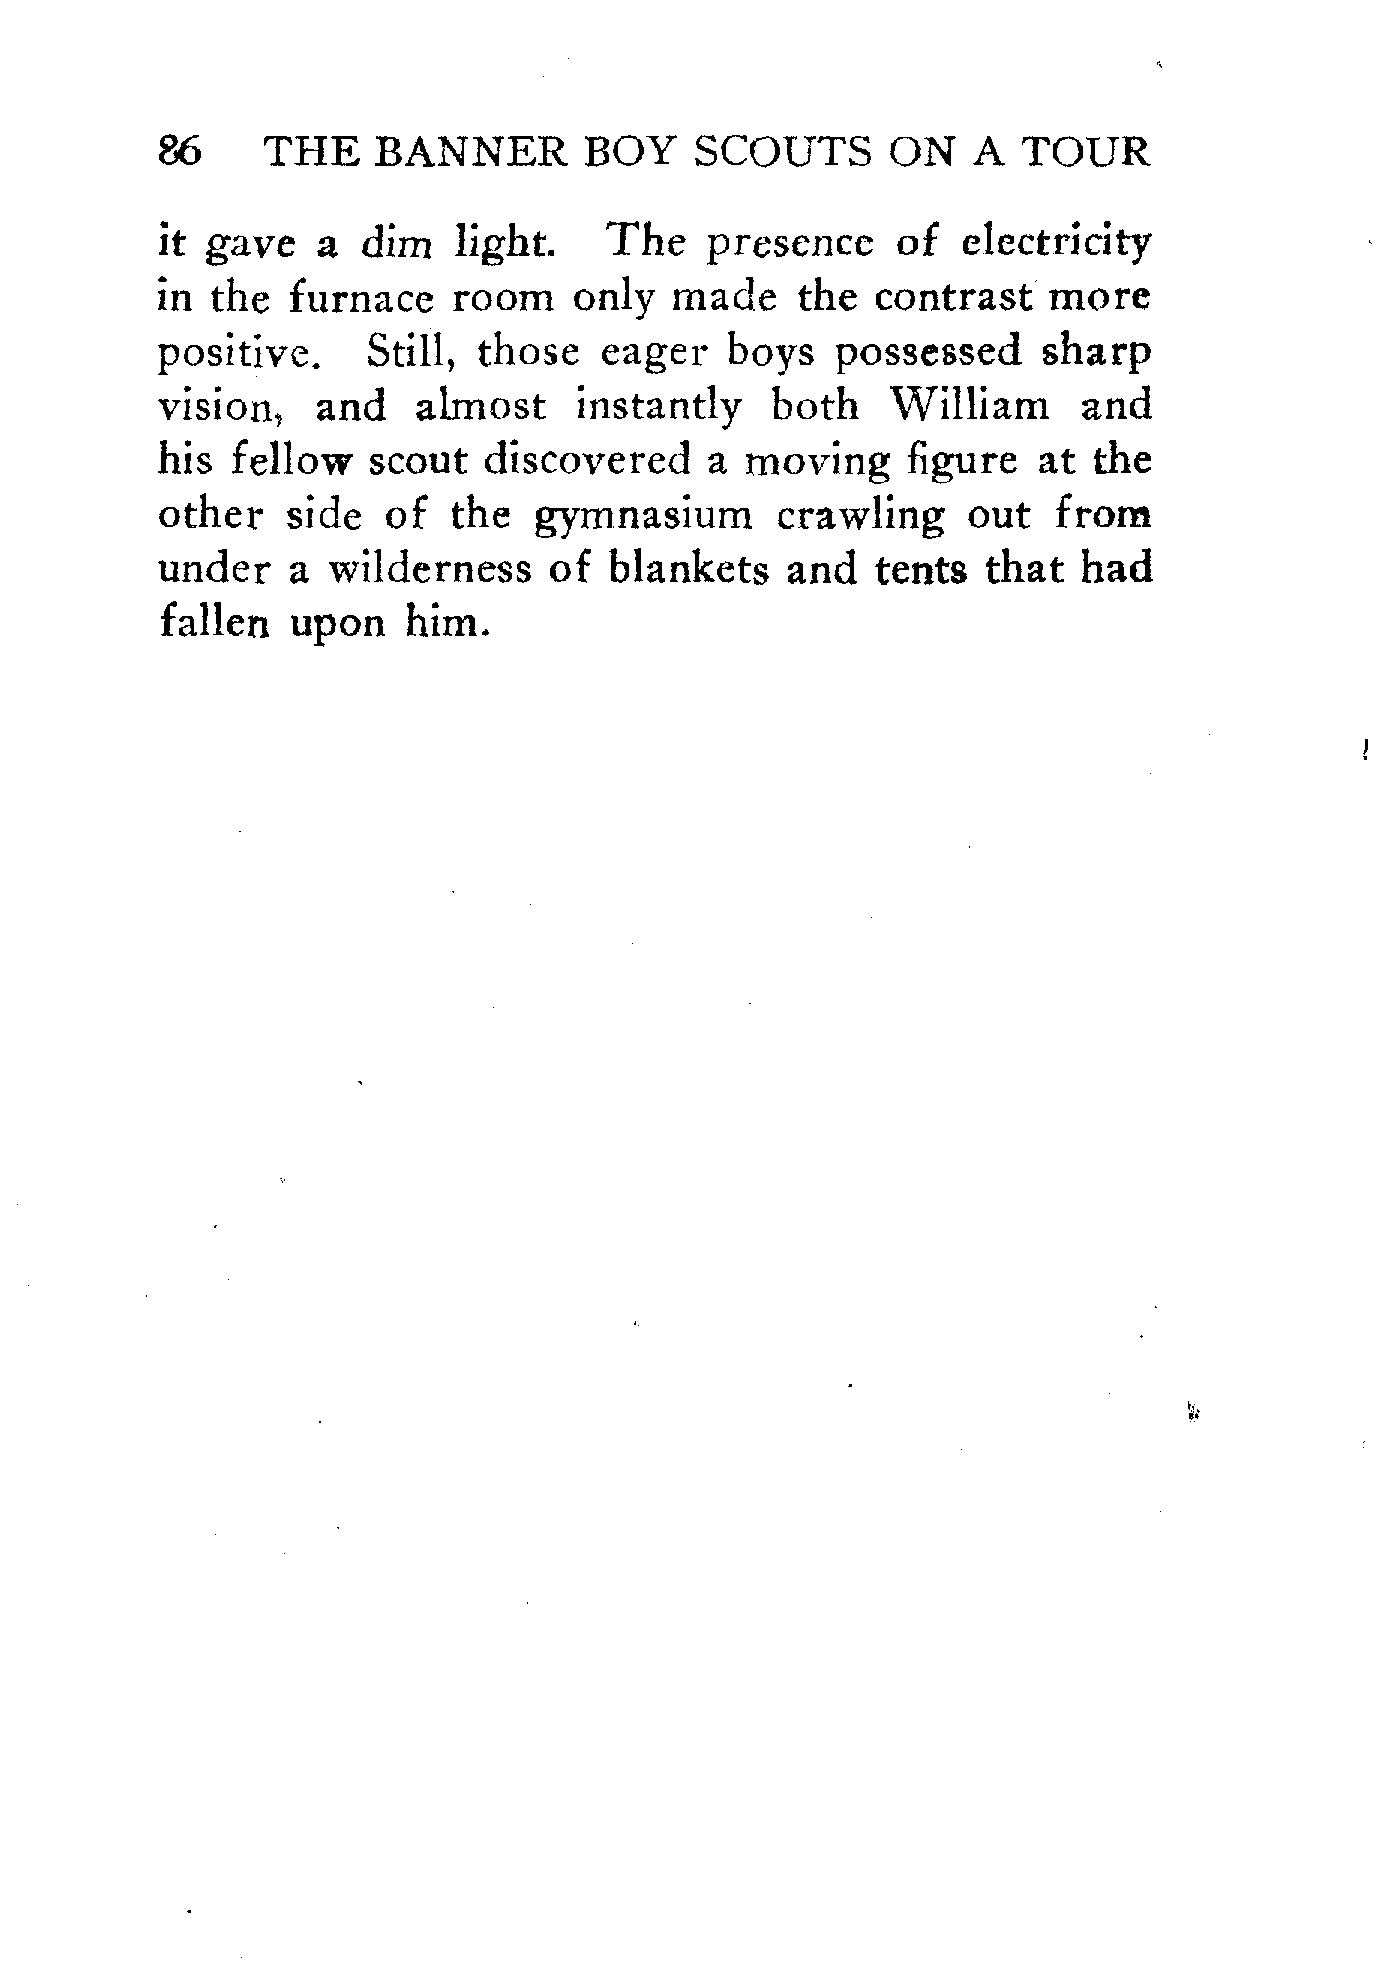 86 THE BANNER BOY SCOUTS ON A TOUR
it gave a dim light. The presence of electricity
in the furnace room only made the contrast more
positive. Still, those eager boys possessed sharp
vision, and almost instantly both William and
his fellow scout discovered a moving figure at the
other side of the gymnasium crawling out from
under a wilderness of blankets and tents that had
fallen upon him.